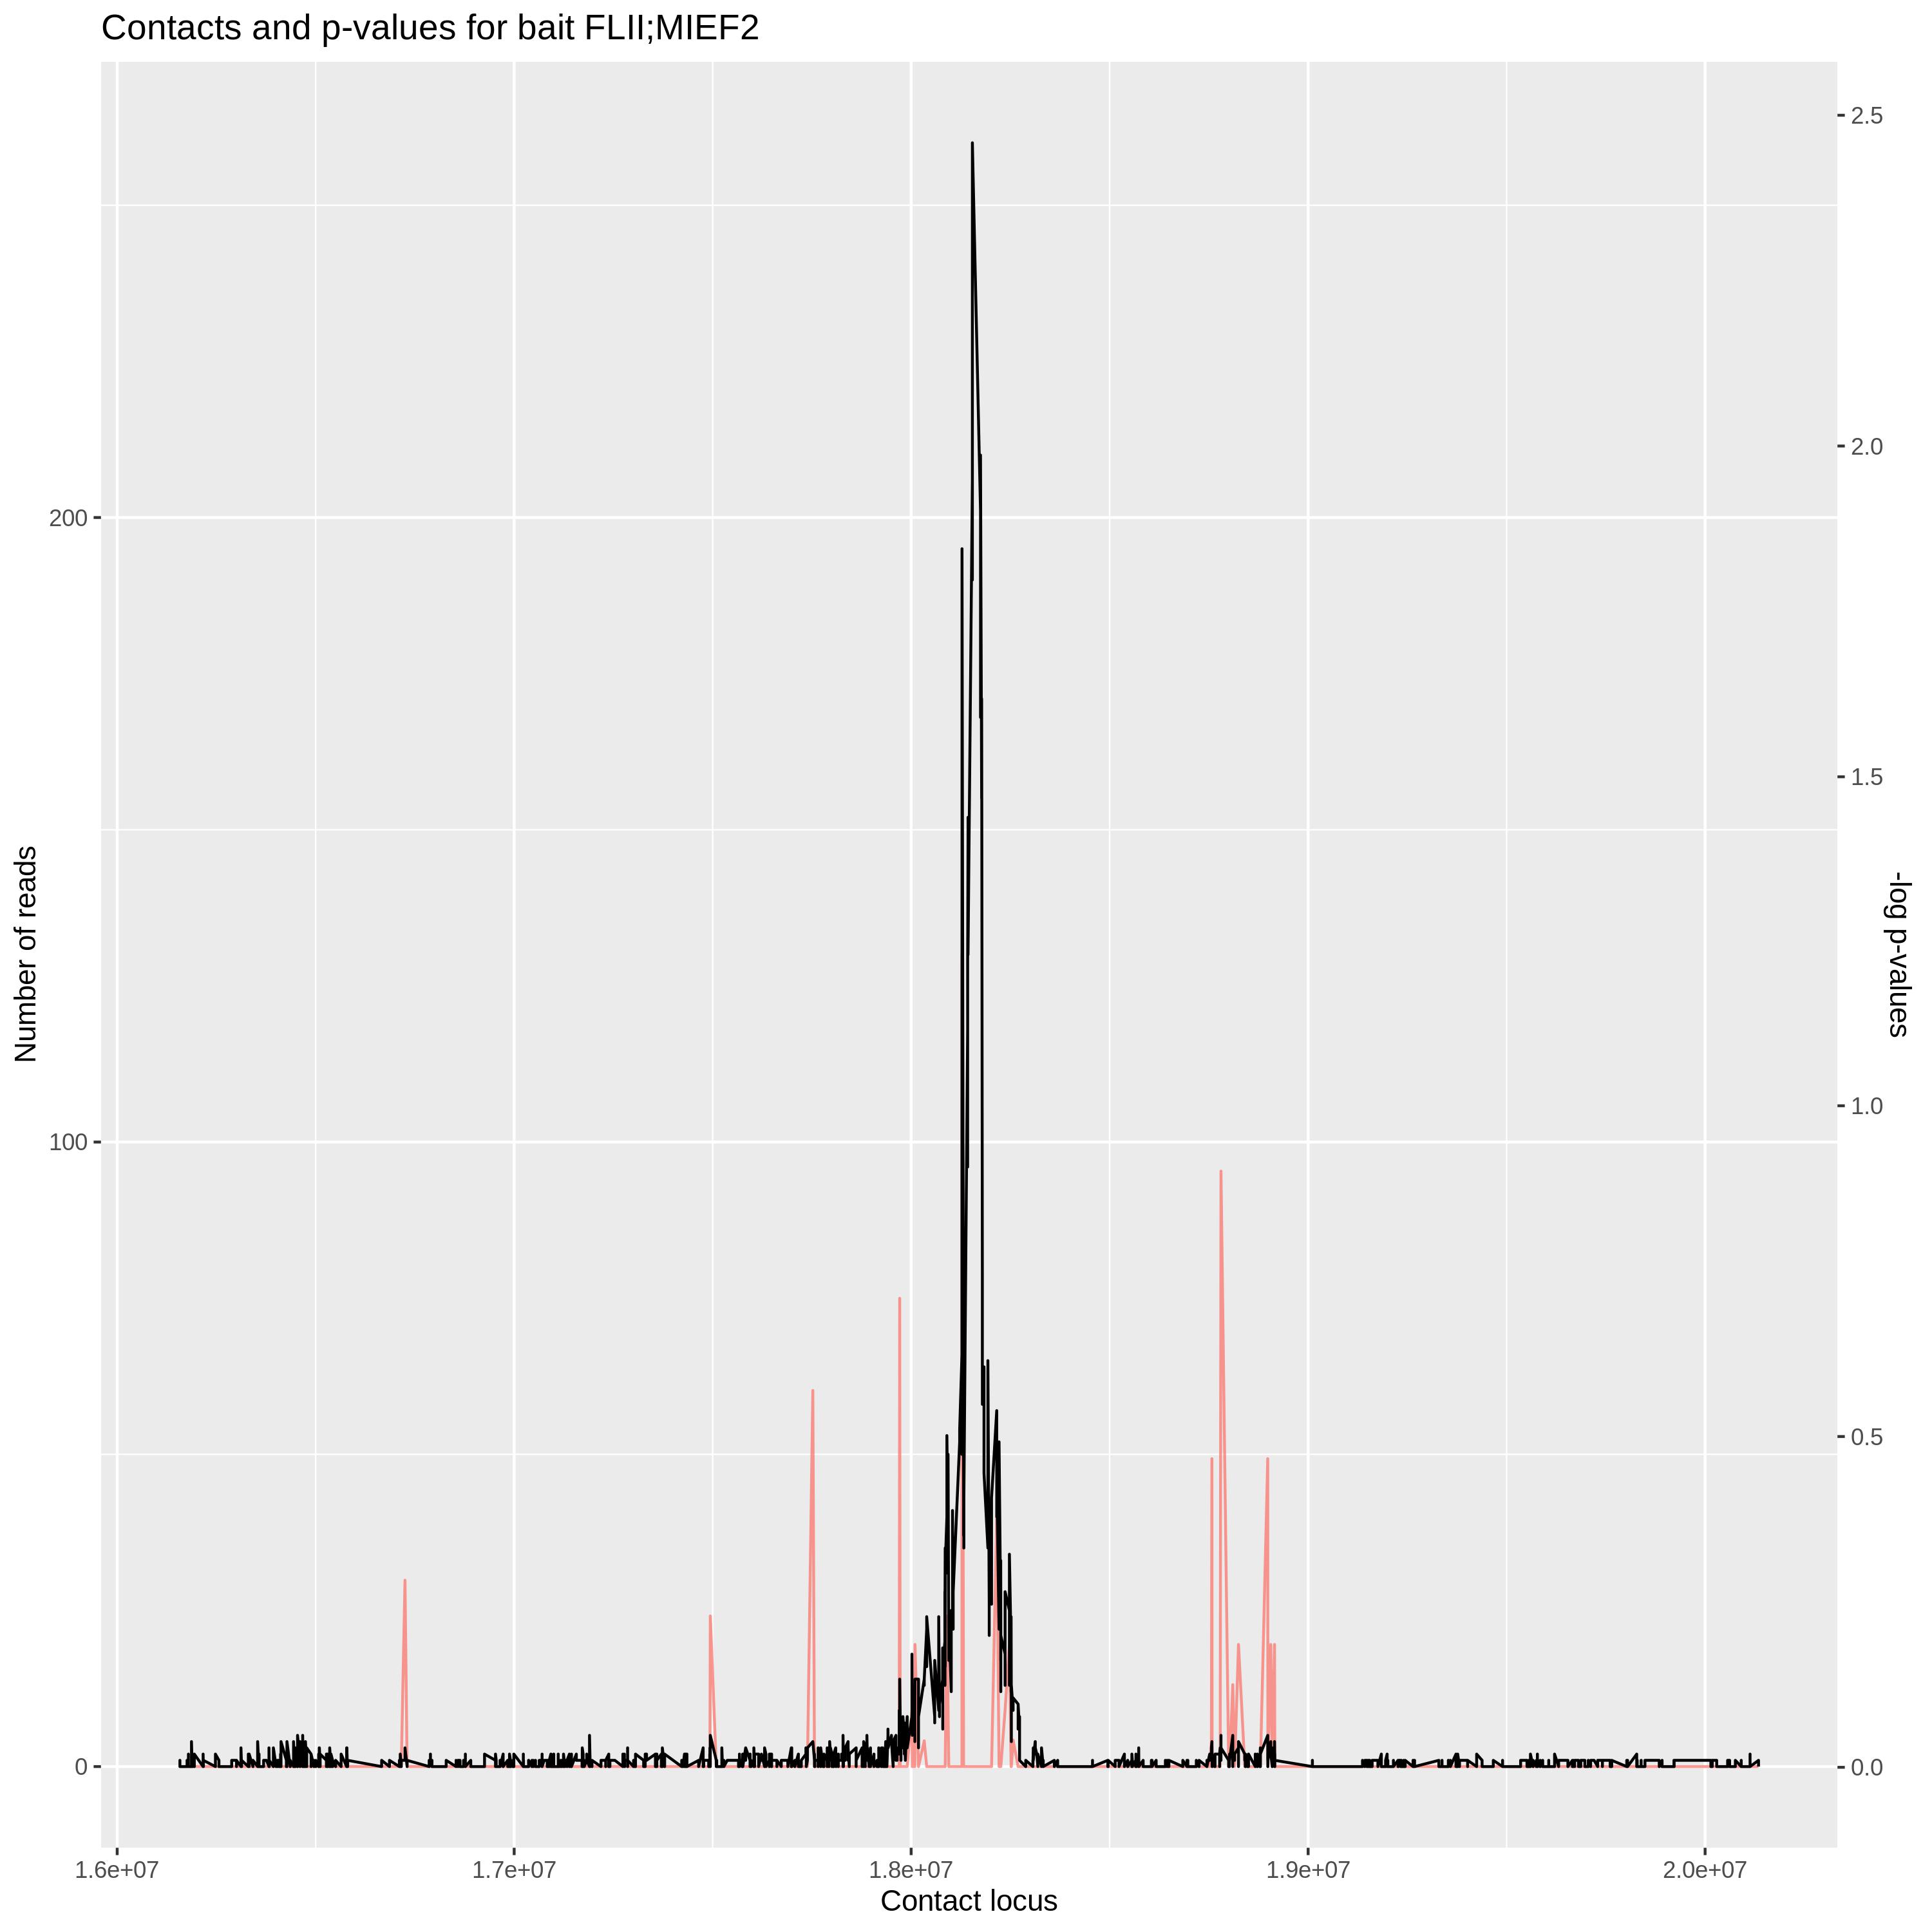 Contacts and p-values for bait FLII;MIEF2
2.5
2.0
200
1.5
Number of reads
-log p-values
1.0
100
0.5
0
0.0
1.6e+07
1.7e+07
1.8e+07
1.9e+07
2.0e+07
Contact locus